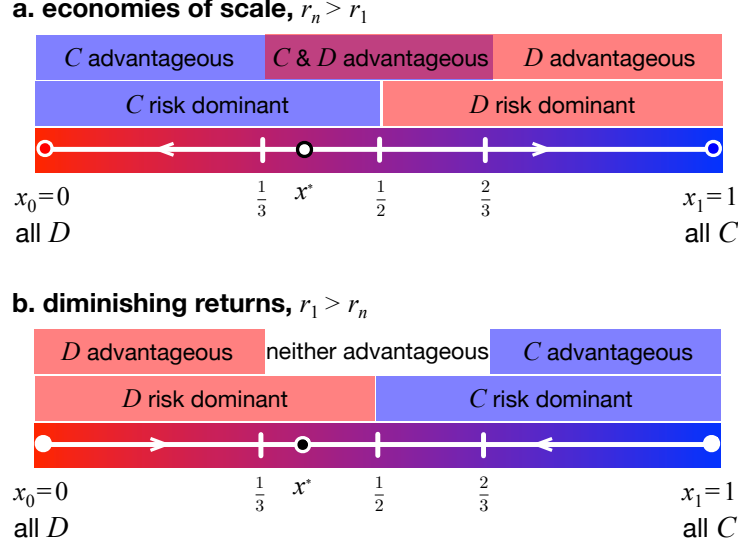 a. economies of scale, rₙ > r₁
C advantageous C & D advantageous D advantageous
C risk dominant D risk dominant
1/3 x* 1/2 2/3
x₀=0 x₁=1
all D all C
b. diminishing returns, r₁ > rₙ
D advantageous neither advantageous C advantageous
D risk dominant C risk dominant
1/3 x* 1/2 2/3
x₀=0 x₁=1
all D all C